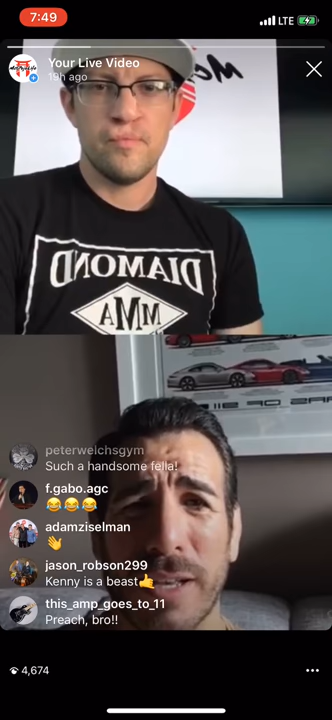 7:49
LTE
Your Live Video
19h ago
DIAMOND
MMA
peterwelchsgym
Such a handsome fella!
f.gabo.agc
😂😂😂
adamziselman
👋
jason_robson299
Kenny is a beast🤙
this_amp_goes_to_11
Preach, bro!!
4,674